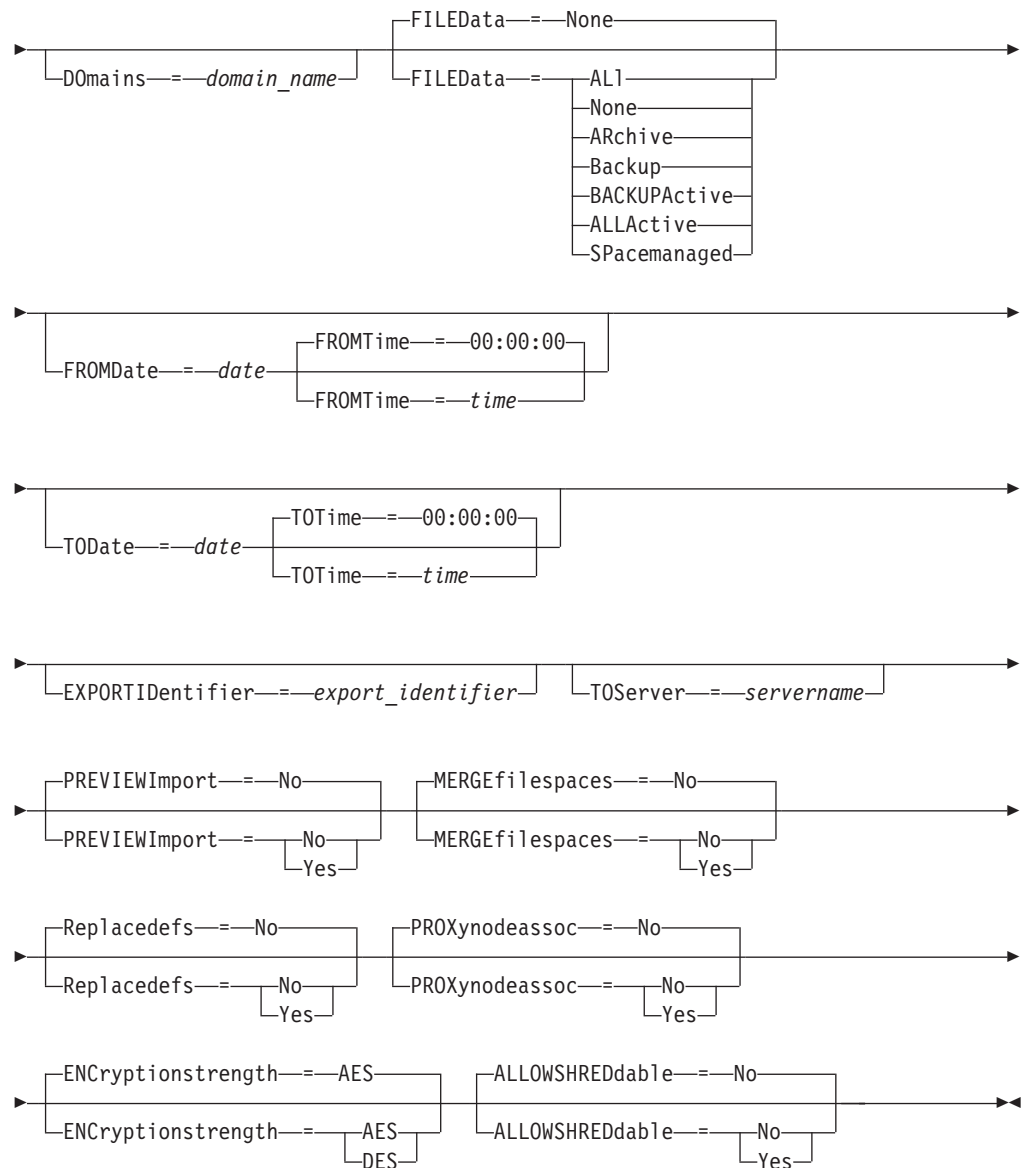 FILEData = None
DOmains = domain_name FILEData = ALl
None
ARchive
Backup
BACKUPActive
ALLActive
SPacemanaged
FROMTime = 00:00:00
FROMDate = date
FROMTime = time
TOTime = 00:00:00
TODate = date
TOTime = time
EXPORTIDentifier = export_identifier TOServer = servername
PREVIEWImport = No MERGEfilespaces = No
PREVIEWImport = No MERGEfilespaces = No
Yes Yes
Replacedefs = No PROXynodeassoc = No
Replacedefs = No PROXynodeassoc = No
Yes Yes
ENCryptionstrength = AES ALLOWSHREDdable = No
ENCryptionstrength = AES ALLOWSHREDdable = No
DES Yes